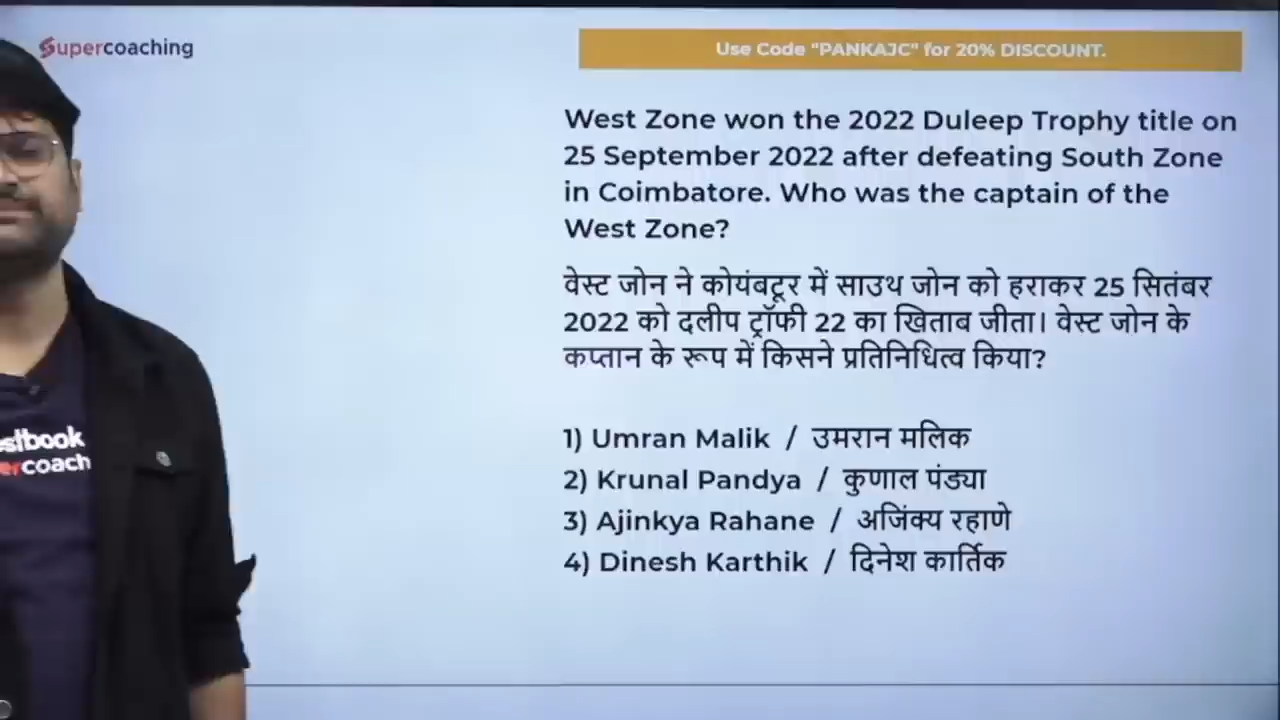 Supercoaching
Use Code "PANKAJC" for 20% DISCOUNT.
West Zone won the 2022 Duleep Trophy title on
25 September 2022 after defeating South Zone
in Coimbatore. Who was the captain of the
West Zone?
वेस्ट जोन ने कोयंबटूर में साउथ जोन को हराकर 25 सितंबर
2022 को दलीप ट्रॉफी 22 का खिताब जीता। वेस्ट जोन के
कप्तान के रूप में किसने प्रतिनिधित्व किया?
1) Umran Malik / उमरान मलिक
2) Krunal Pandya / कुणाल पंड्या
3) Ajinkya Rahane / अजिंक्य रहाणे
4) Dinesh Karthik / दिनेश कार्तिक
stbook
ercoach